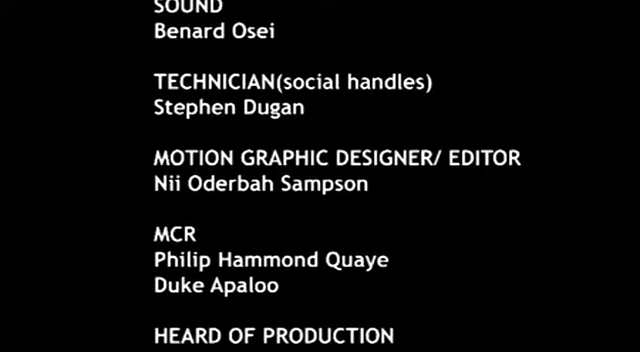 SOUND
Benard Osei
TECHNICIAN(social handles)
Stephen Dugan
MOTION GRAPHIC DESIGNER/ EDITOR
Nii Oderbah Sampson
MCR
Philip Hammond Quaye
Duke Apaloo
HEARD OF PRODUCTION